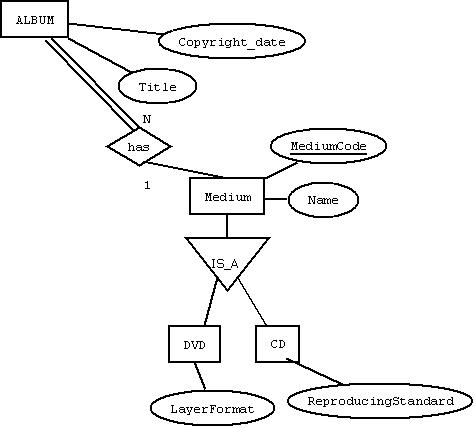 ALBUM
Copyright_date
Title
N
has
MediumCode
1
Medium
Name
IS_A
DVD
CD
LayerFormat
ReproducingStandard